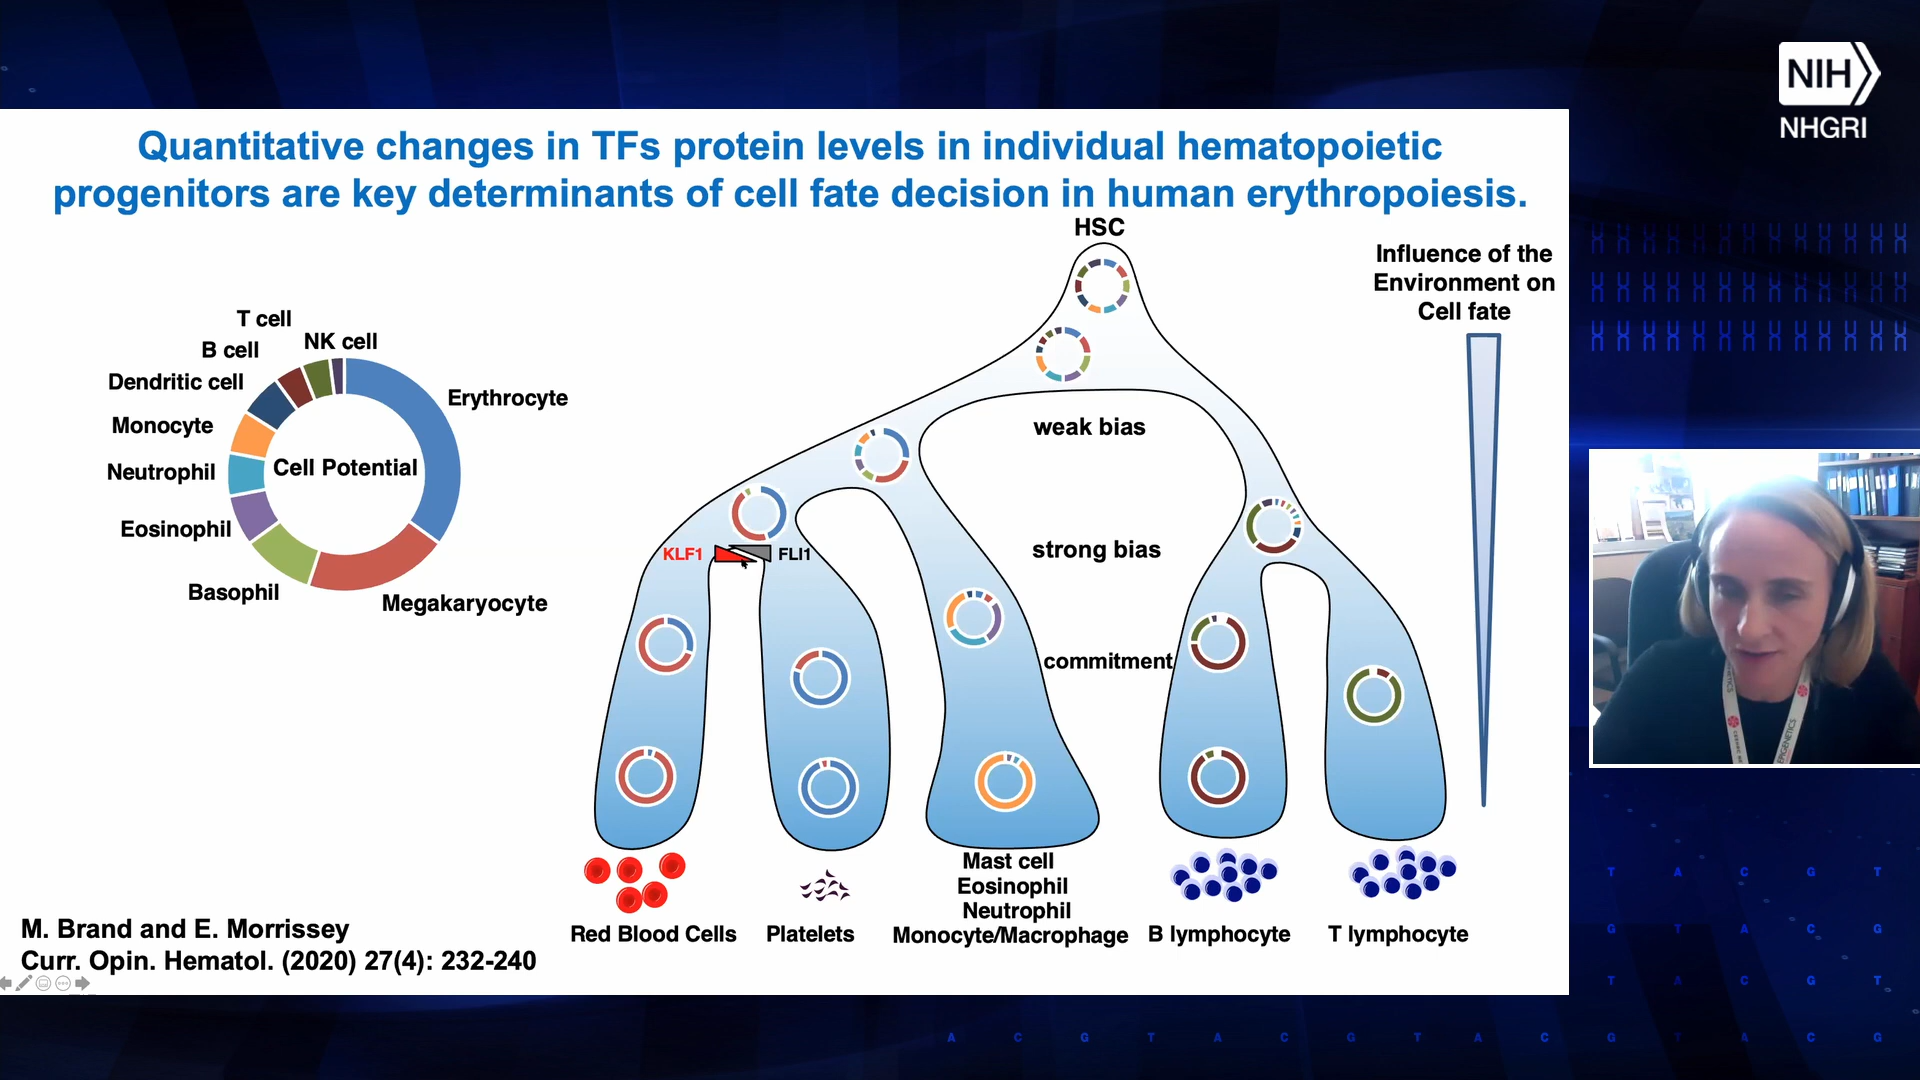 NIH
NHGRI
Quantitative changes in TFs protein levels in individual hematopoietic
progenitors are key determinants of cell fate decision in human erythropoiesis.
HSC
Influence of the
Environment on
Cell fate
T cell
NK cell
B cell
Dendritic cell
Erythrocyte
Monocyte
Cell Potential
Neutrophil
Eosinophil
Basophil
Megakaryocyte
weak bias
strong bias
KLF1
FLI1
commitment
Mast cell
Eosinophil
Neutrophil
Red Blood Cells
Platelets
Monocyte/Macrophage
B lymphocyte
T lymphocyte
M. Brand and E. Morrissey
Curr. Opin. Hematol. (2020) 27(4): 232-240
T A C G T
G T A C G
T A C G T
A C G T A C G T A C G T A C G